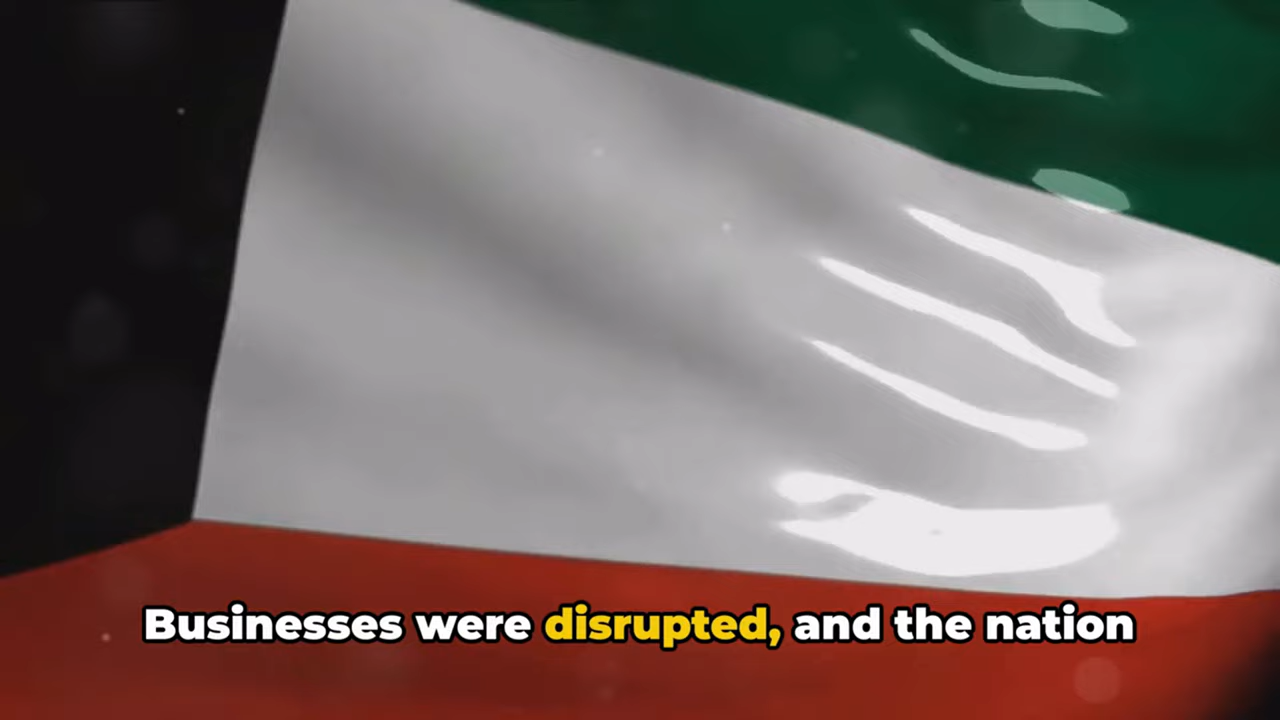 Businesses were disrupted, and the nation